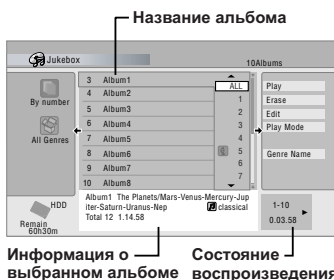 Название альбома
Jukebox
10Albums
By number
All Genres
3 Album1
4 Album2
5 Album3
6 Album4
7 Album5
8 Album6
9 Album7
10 Album8
ALL
1
2
3
4
5
6
7
Play
Erase
Edit
Play Mode
Genre Name
HDD
Remain
60h30m
Album1 The Planets/Mars-Venus-Mercury-Jup
iter-Saturn-Uranus-Nep classical
Total 12 1.14.58
1-10
0.03.58
Информация о
выбранном альбоме
Состояние
воспроизведения